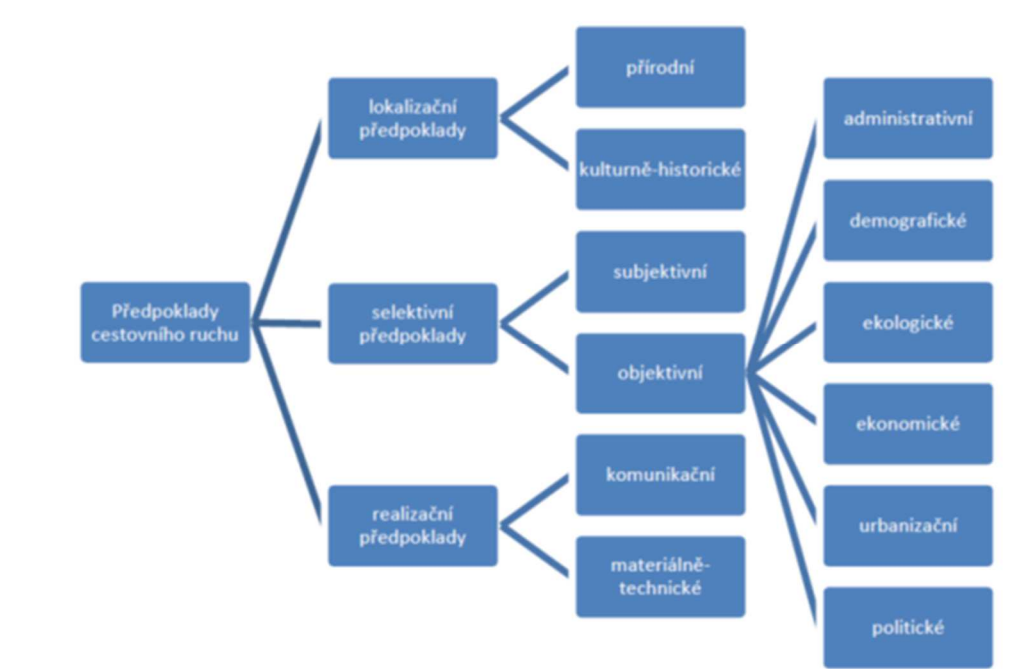 Předpoklady
cestovního ruchu
lokalizační
předpoklady
přírodní
kulturně-historické
selektivní
předpoklady
subjektivní
objektivní
administrativní
demografické
ekologické
ekonomické
urbanizační
politické
realizační
předpoklady
komunikační
materiálně-
technické